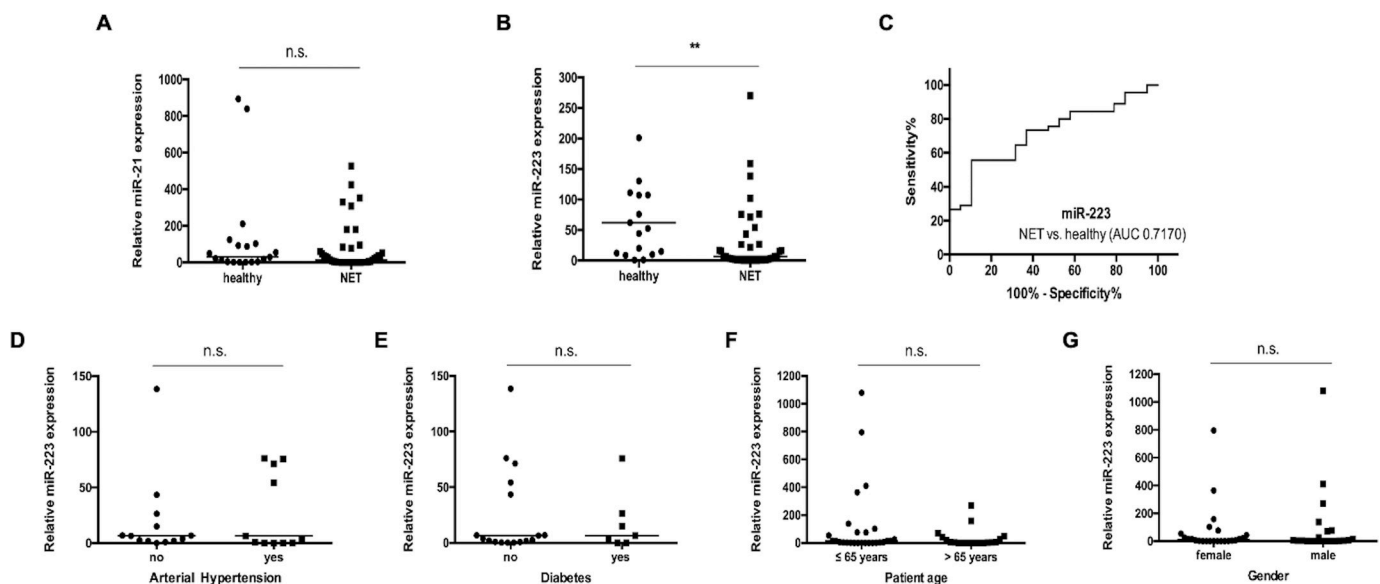 A
n.s.
Relative miR-21 expression
1000
800
600
400
200
0
healthy
NET
B
**
Relative miR-223 expression
300
250
200
150
100
50
0
healthy
NET
C
Sensitivity%
100
80
60
40
20
0
miR-223
NET vs. healthy (AUC 0.7170)
0 20 40 60 80 100
100% - Specificity%
D
n.s.
Relative miR-223 expression
150
100
50
0
no
yes
Arterial Hypertension
E
n.s.
Relative miR-223 expression
150
100
50
0
no
yes
Diabetes
F
n.s.
Relative miR-223 expression
1200
1000
800
600
400
200
0
≤ 65 years
> 65 years
Patient age
G
n.s.
Relative miR-223 expression
1200
1000
800
600
400
200
0
female
male
Gender